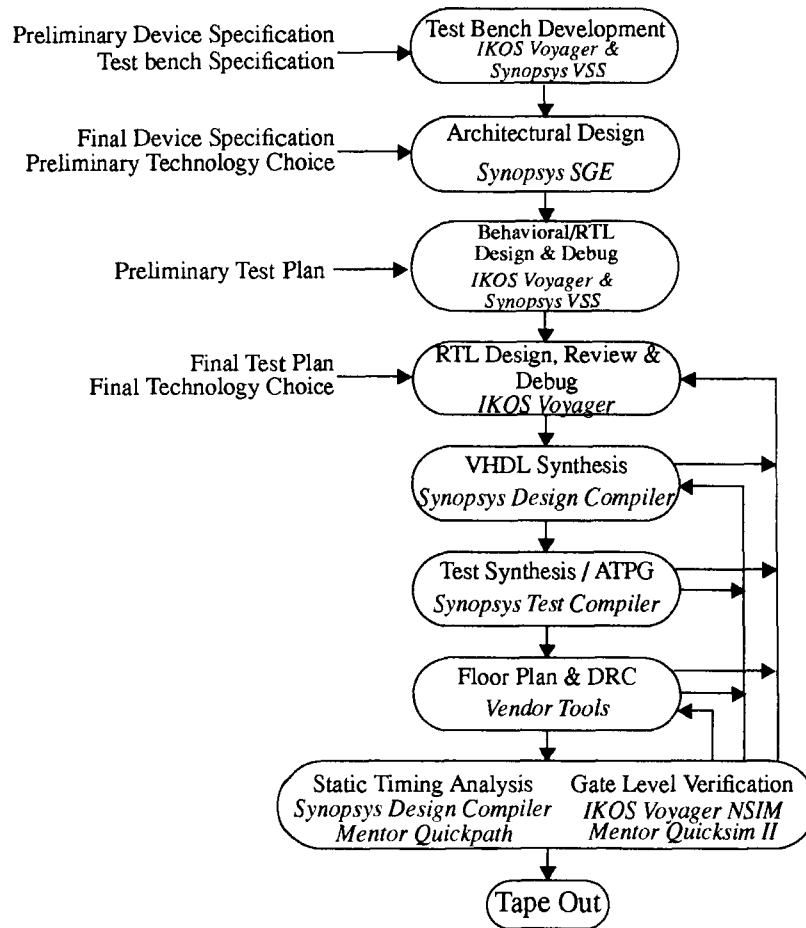 Preliminary Device Specification
Test bench Specification
Test Bench Development
IKOS Voyager &
Synopsys VSS
Final Device Specification
Preliminary Technology Choice
Architectural Design
Synopsys SGE
Preliminary Test Plan
Behavioral/RTL
Design & Debug
IKOS Voyager &
Synopsys VSS
Final Test Plan
Final Technology Choice
RTL Design, Review &
Debug
IKOS Voyager
VHDL Synthesis
Synopsys Design Compiler
Test Synthesis / ATPG
Synopsys Test Compiler
Floor Plan & DRC
Vendor Tools
Static Timing Analysis
Synopsys Design Compiler
Mentor Quickpath
Gate Level Verification
IKOS Voyager NSIM
Mentor Quicksim II
Tape Out